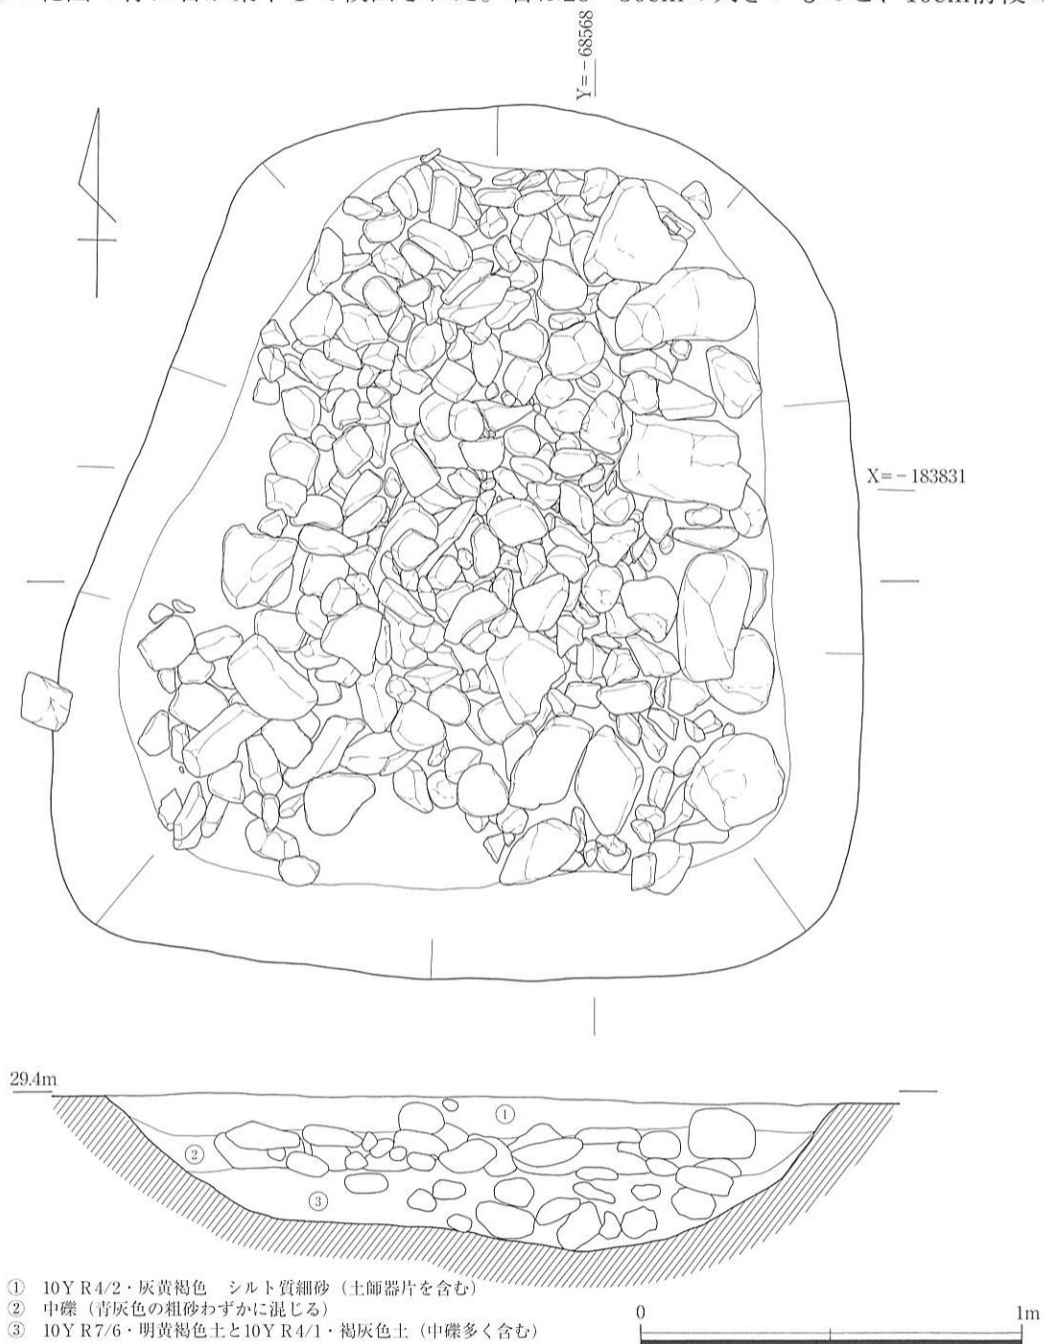 Y=−68568
X=−183831
29.4m
①
②
③
① 10YR4/2・灰黄褐色 シルト質細砂（土師器片を含む）
② 中礫（青灰色の粗砂わずかに混じる）
③ 10YR7/6・明黄褐色土と10YR4/1・褐灰色土（中礫多く含む）
0 1m